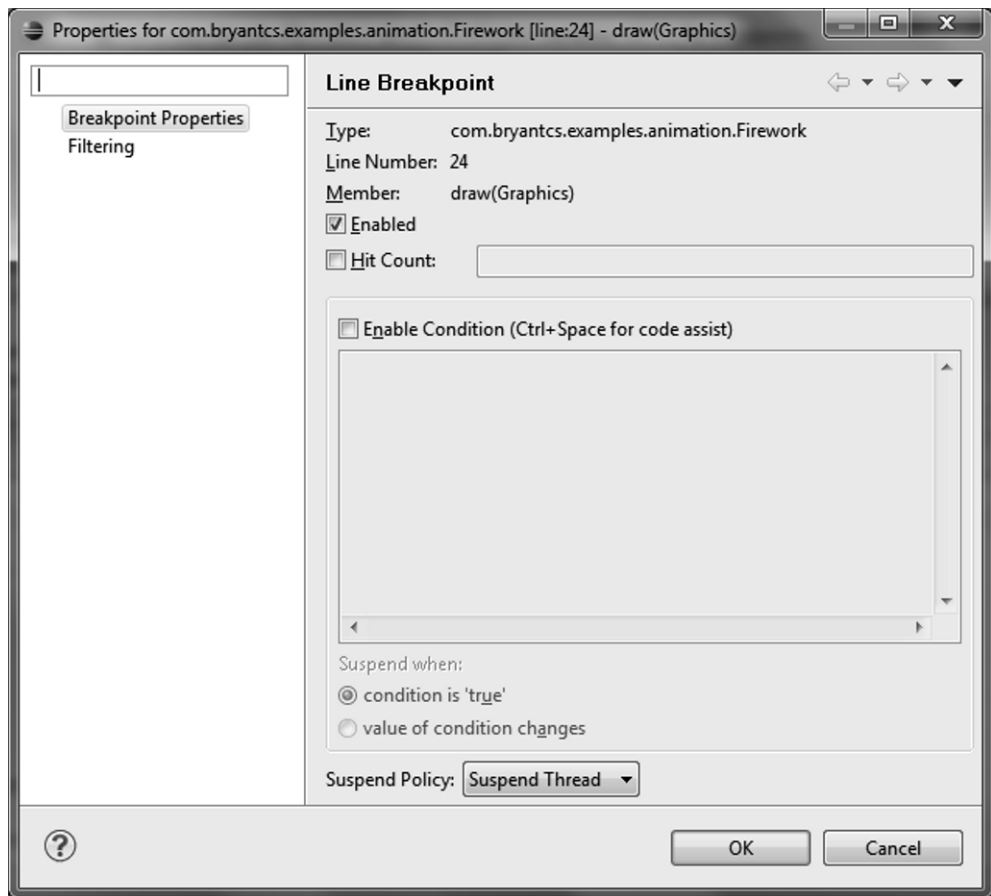 Properties for com.bryantcs.examples.animation.Firework [line:24] - draw(Graphics)
Breakpoint Properties
Filtering
Line Breakpoint
Type: com.bryantcs.examples.animation.Firework
Line Number: 24
Member: draw(Graphics)
Enabled
Hit Count:
Enable Condition (Ctrl+Space for code assist)
Suspend when:
condition is 'true'
value of condition changes
Suspend Policy: Suspend Thread
?
OK Cancel